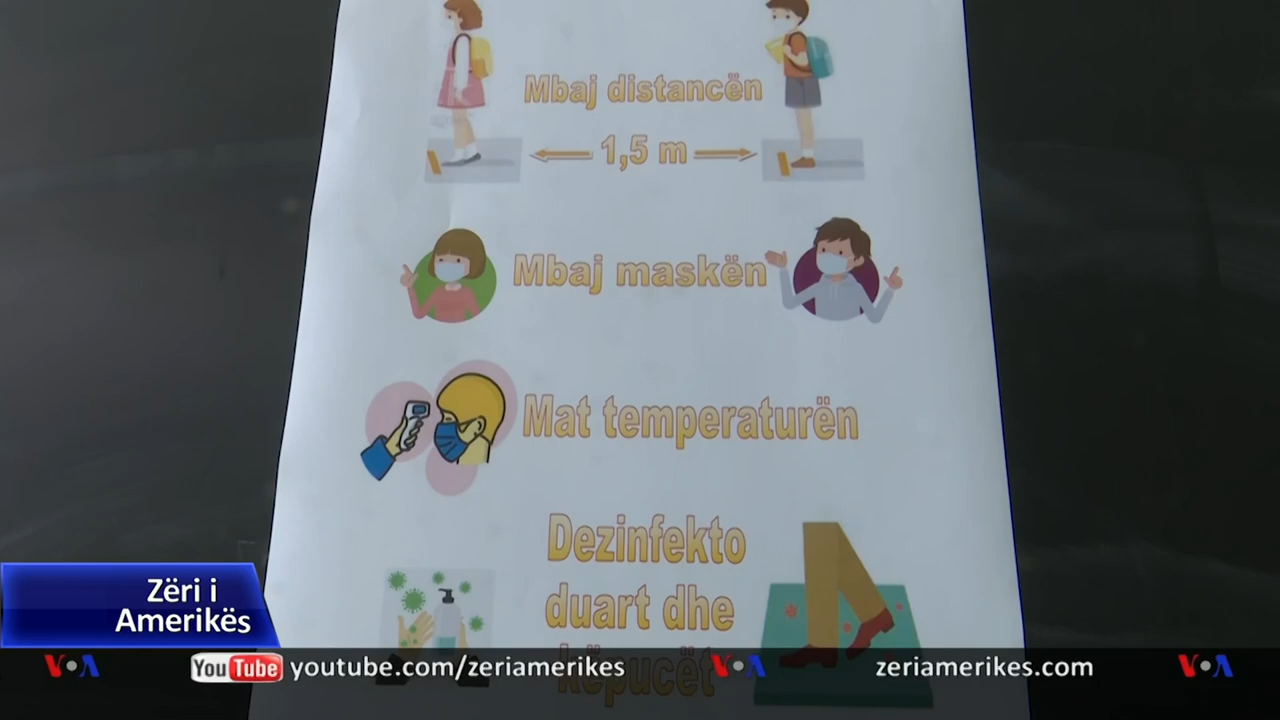 Mbaj distancën
1,5 m
Mbaj maskën
Mat temperaturën
Dezinfekto
duart dhe
këpucët
Zëri i
Amerikës
VOA
YouTube youtube.com/zeriamerikes
VOA
zeriamerikes.com
VOA